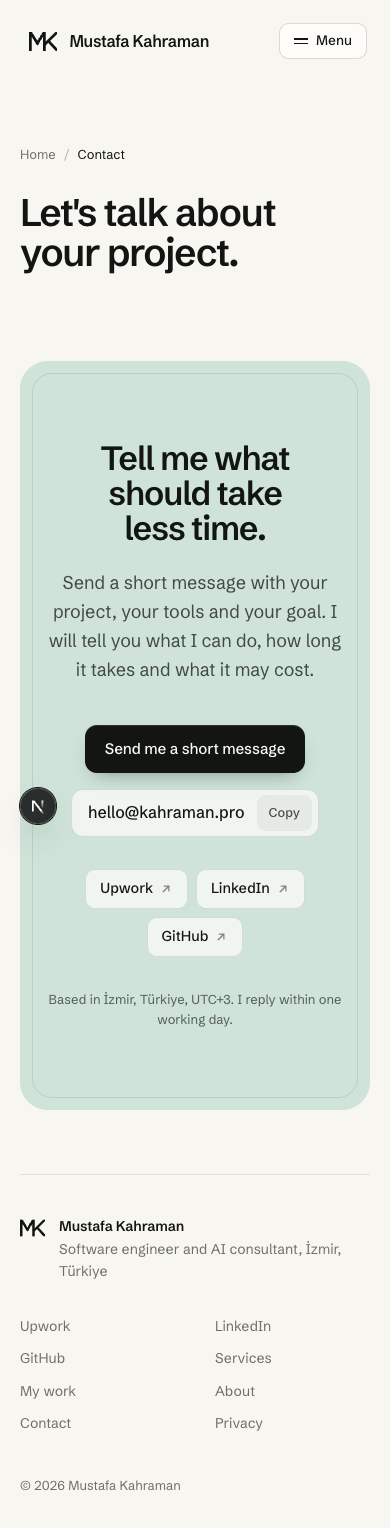 MK Mustafa Kahraman
Menu
Home / Contact
Let's talk about
your project.
Tell me what
should take
less time.
Send a short message with your
project, your tools and your goal. I
will tell you what I can do, how long
it takes and what it may cost.
Send me a short message
N
hello@kahraman.pro Copy
Upwork ↗ LinkedIn ↗
GitHub ↗
Based in İzmir, Türkiye, UTC+3. I reply within one
working day.
MK Mustafa Kahraman
Software engineer and AI consultant, İzmir,
Türkiye
Upwork LinkedIn
GitHub Services
My work About
Contact Privacy
© 2026 Mustafa Kahraman